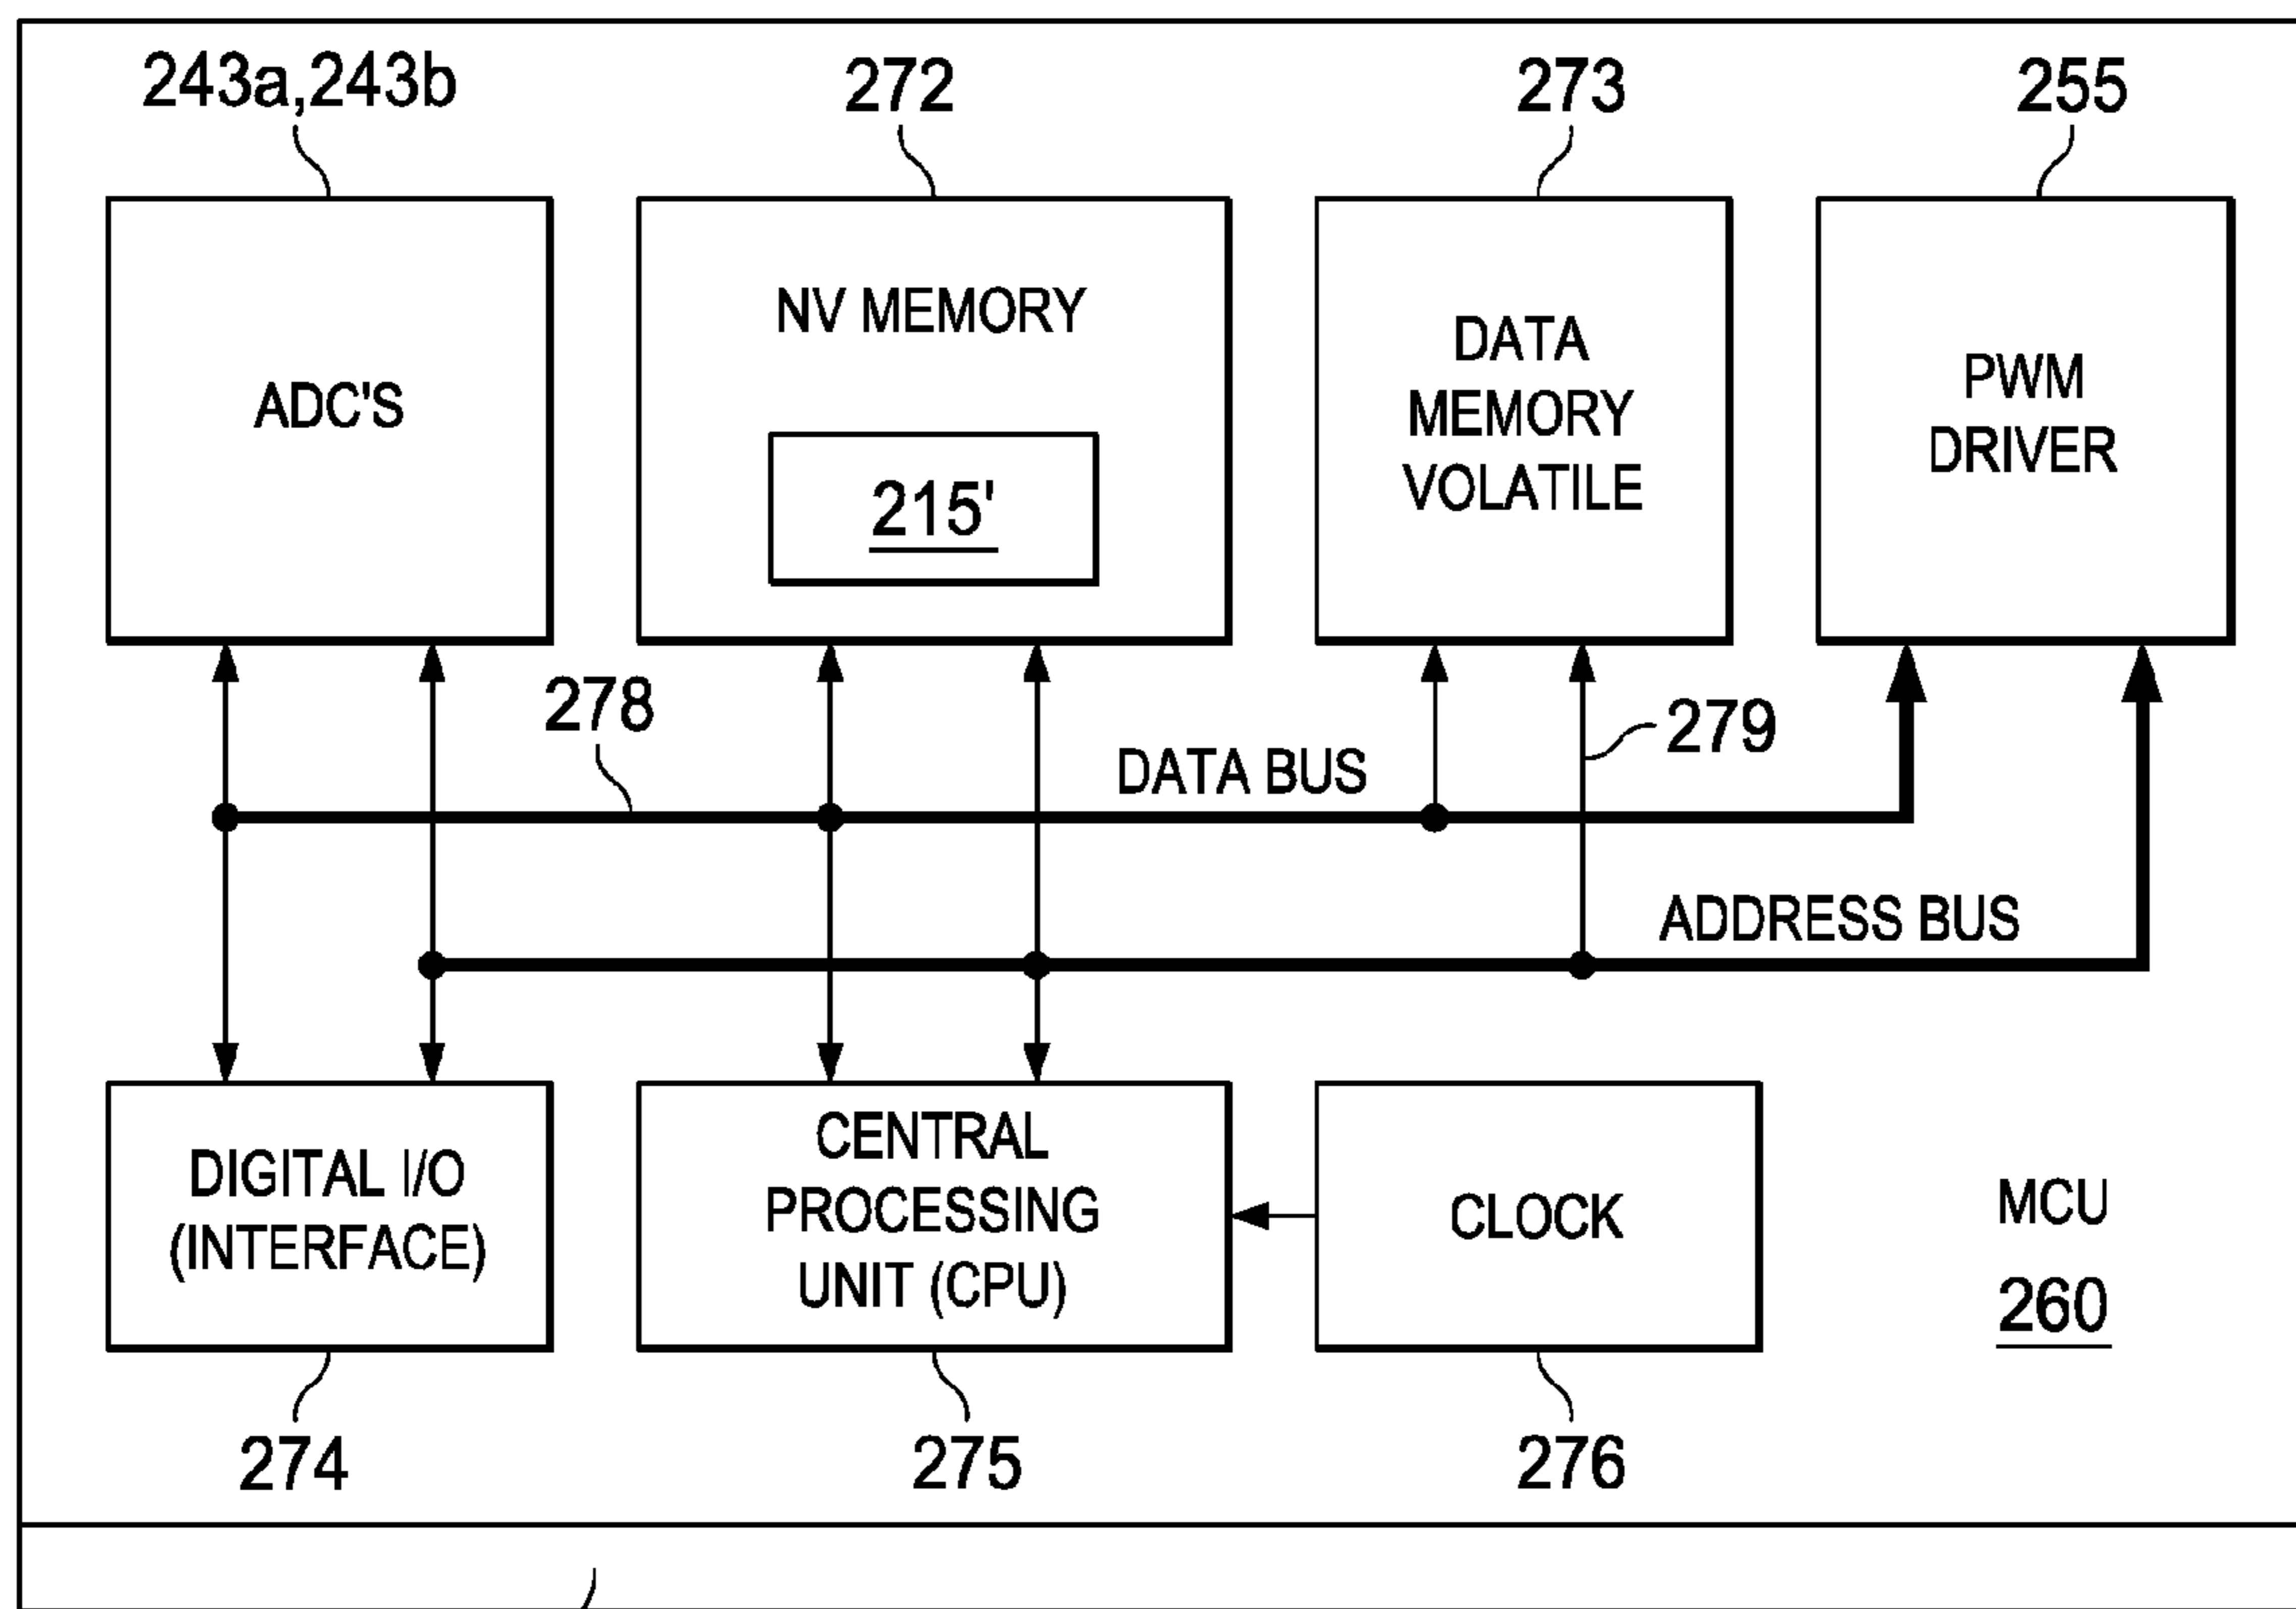 243a,243b
272
273
255
ADC'S
NV MEMORY
215'
DATA
MEMORY
VOLATILE
PWM
DRIVER
278
DATA BUS
279
ADDRESS BUS
DIGITAL I/O
(INTERFACE)
CENTRAL
PROCESSING
UNIT (CPU)
CLOCK
MCU
260
274
275
276